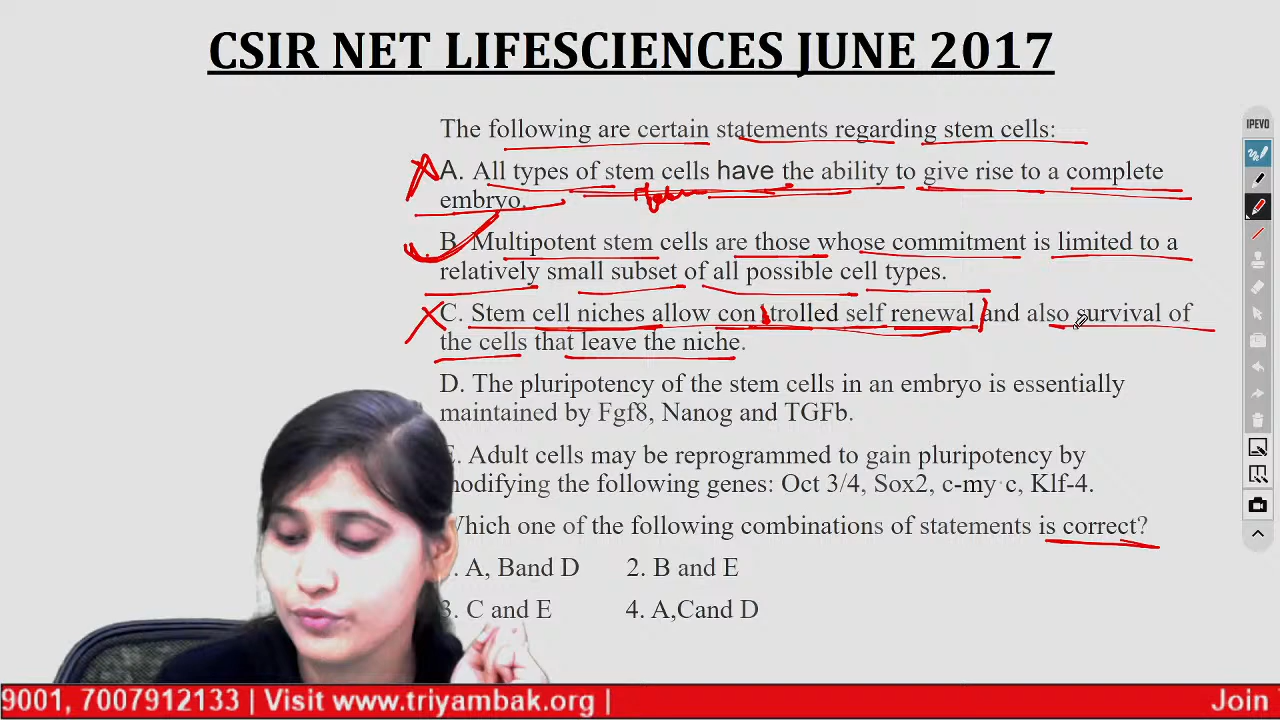 CSIR NET LIFESCIENCES JUNE 2017
The following are certain statements regarding stem cells:
IPEVO
A. All types of stem cells have the ability to give rise to a complete
embryo.
B. Multipotent stem cells are those whose commitment is limited to a
relatively small subset of all possible cell types.
C. Stem cell niches allow controlled self renewal and also survival of
the cells that leave the niche.
D. The pluripotency of the stem cells in an embryo is essentially
maintained by Fgf8, Nanog and TGFb.
E. Adult cells may be reprogrammed to gain pluripotency by
modifying the following genes: Oct 3/4, Sox2, c-my c, Klf-4.
Which one of the following combinations of statements is correct?
. A, Band D 2. B and E
3. C and E 4. A,Cand D
9001, 7007912133 | Visit www.triyambak.org | Join